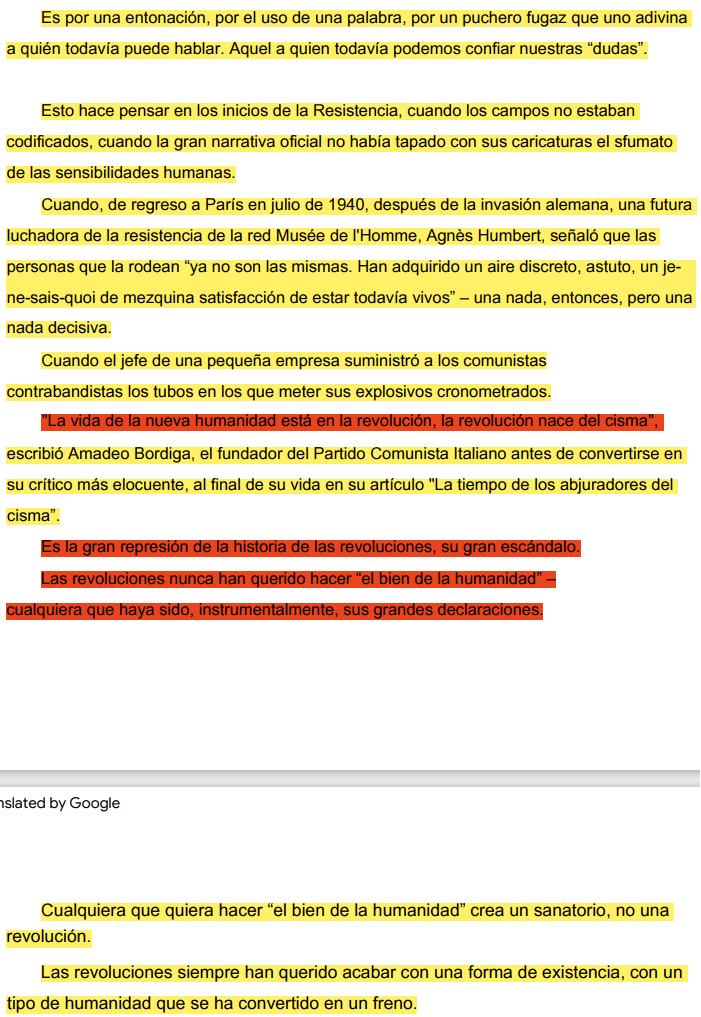 Es por una entonación, por el uso de una palabra, por un puchero fugaz que uno adivina
a quién todavía puede hablar. Aquel a quien todavía podemos confiar nuestras “dudas”.
Esto hace pensar en los inicios de la Resistencia, cuando los campos no estaban
codificados, cuando la gran narrativa oficial no había tapado con sus caricaturas el sfumato
de las sensibilidades humanas.
Cuando, de regreso a París en julio de 1940, después de la invasión alemana, una futura
luchadora de la resistencia de la red Musée de l'Homme, Agnès Humbert, señaló que las
personas que la rodean “ya no son las mismas. Han adquirido un aire discreto, astuto, un je-
ne-sais-quoi de mezquina satisfacción de estar todavía vivos” – una nada, entonces, pero una
nada decisiva.
Cuando el jefe de una pequeña empresa suministró a los comunistas
contrabandistas los tubos en los que meter sus explosivos cronometrados.
"La vida de la nueva humanidad está en la revolución, la revolución nace del cisma",
escribió Amadeo Bordiga, el fundador del Partido Comunista Italiano antes de convertirse en
su crítico más elocuente, al final de su vida en su artículo "La tiempo de los abjuradores del
cisma”.
Es la gran represión de la historia de las revoluciones, su gran escándalo.
Las revoluciones nunca han querido hacer “el bien de la humanidad” –
cualquiera que haya sido, instrumentalmente, sus grandes declaraciones.
nslated by Google
Cualquiera que quiera hacer “el bien de la humanidad” crea un sanatorio, no una
revolución.
Las revoluciones siempre han querido acabar con una forma de existencia, con un
tipo de humanidad que se ha convertido en un freno.